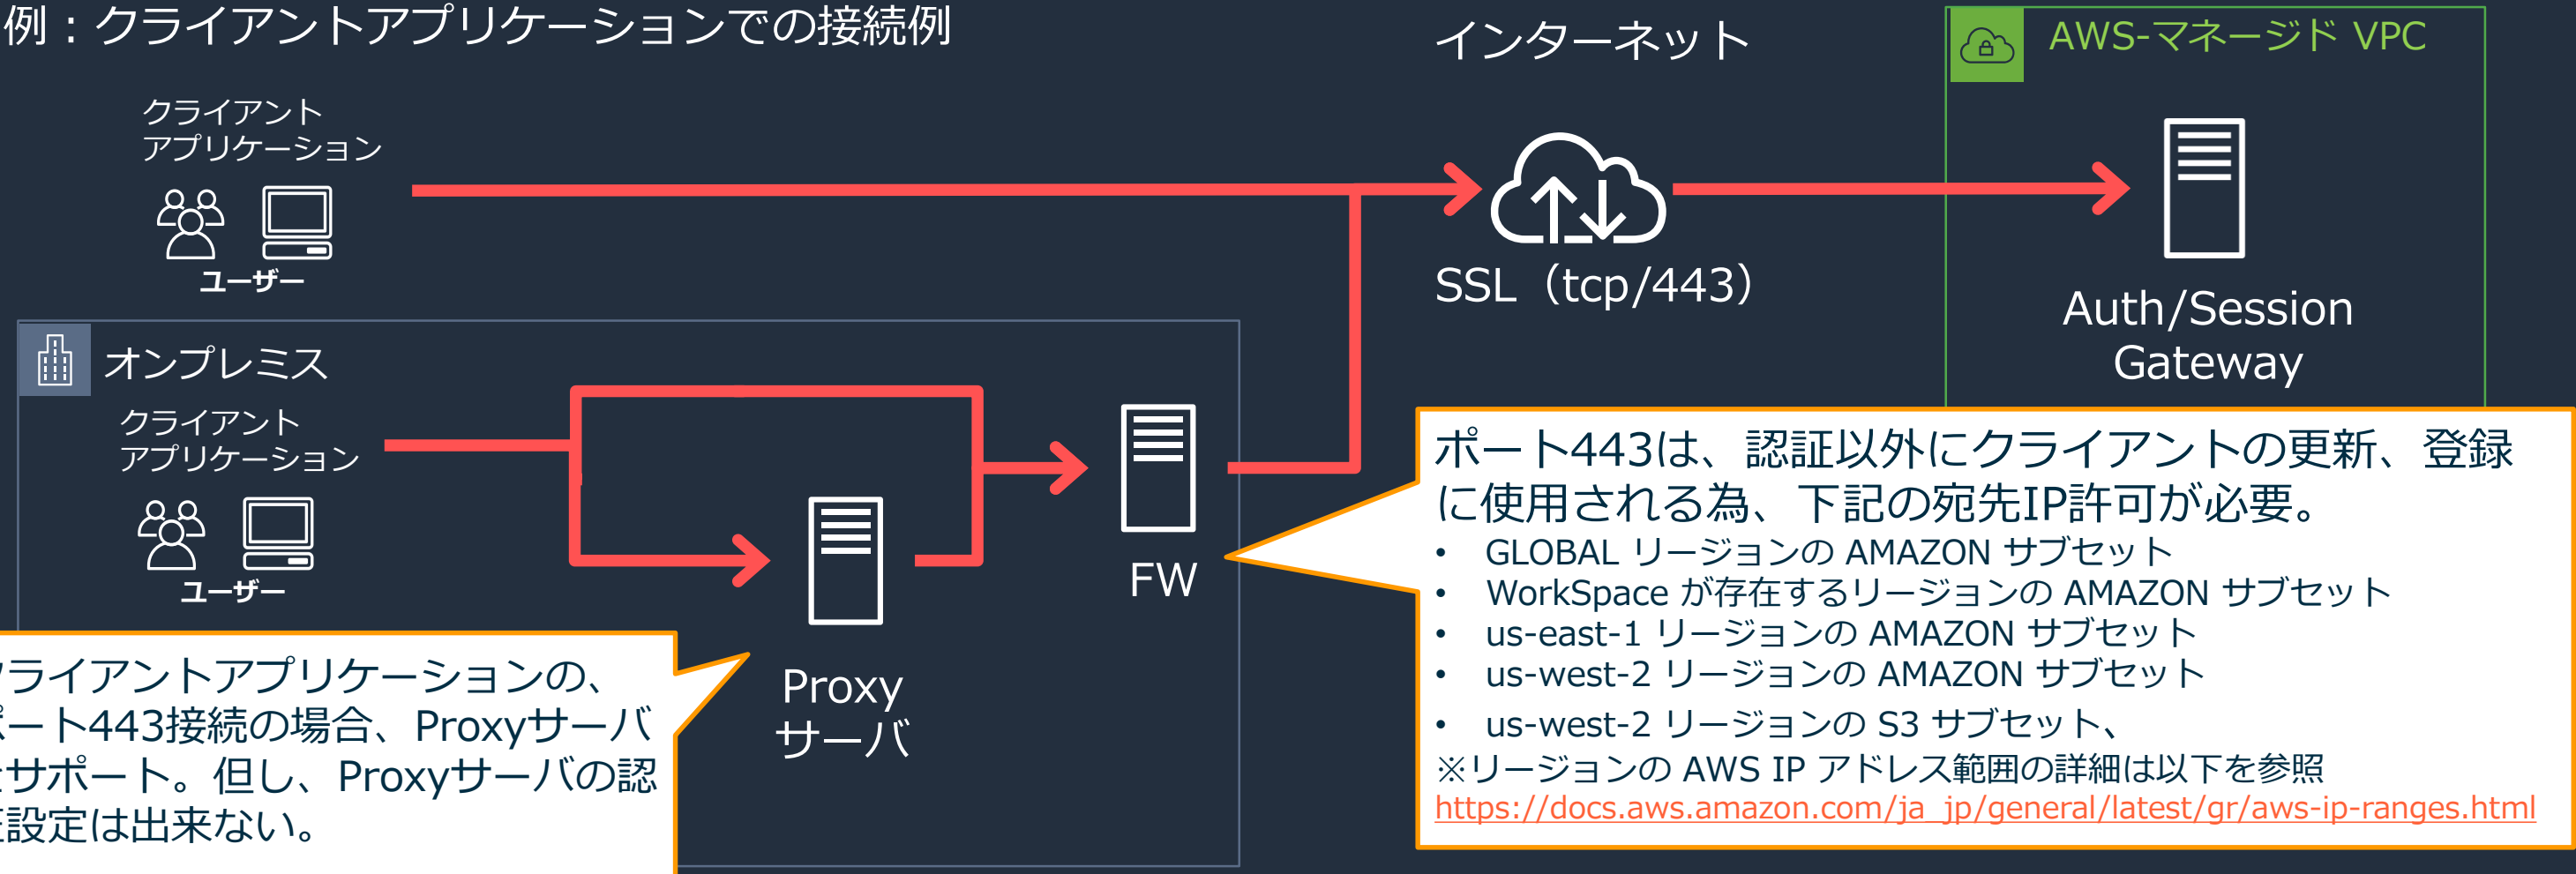 例：クライアントアプリケーションでの接続例
インターネット
AWS-マネージド VPC
クライアント
アプリケーション
ユーザー
SSL（tcp/443）
Auth/Session
Gateway
オンプレミス
クライアント
アプリケーション
ユーザー
Proxy
サーバ
FW
ポート443は、認証以外にクライアントの更新、登録
に使用される為、下記の宛先IP許可が必要。
• GLOBAL リージョンの AMAZON サブセット
• WorkSpace が存在するリージョンの AMAZON サブセット
• us-east-1 リージョンの AMAZON サブセット
• us-west-2 リージョンの AMAZON サブセット
• us-west-2 リージョンの S3 サブセット、
※リージョンの AWS IP アドレス範囲の詳細は以下を参照
https://docs.aws.amazon.com/ja_jp/general/latest/gr/aws-ip-ranges.html
クライアントアプリケーションの、
ポート443接続の場合、Proxyサーバ
をサポート。但し、Proxyサーバの認
証設定は出来ない。